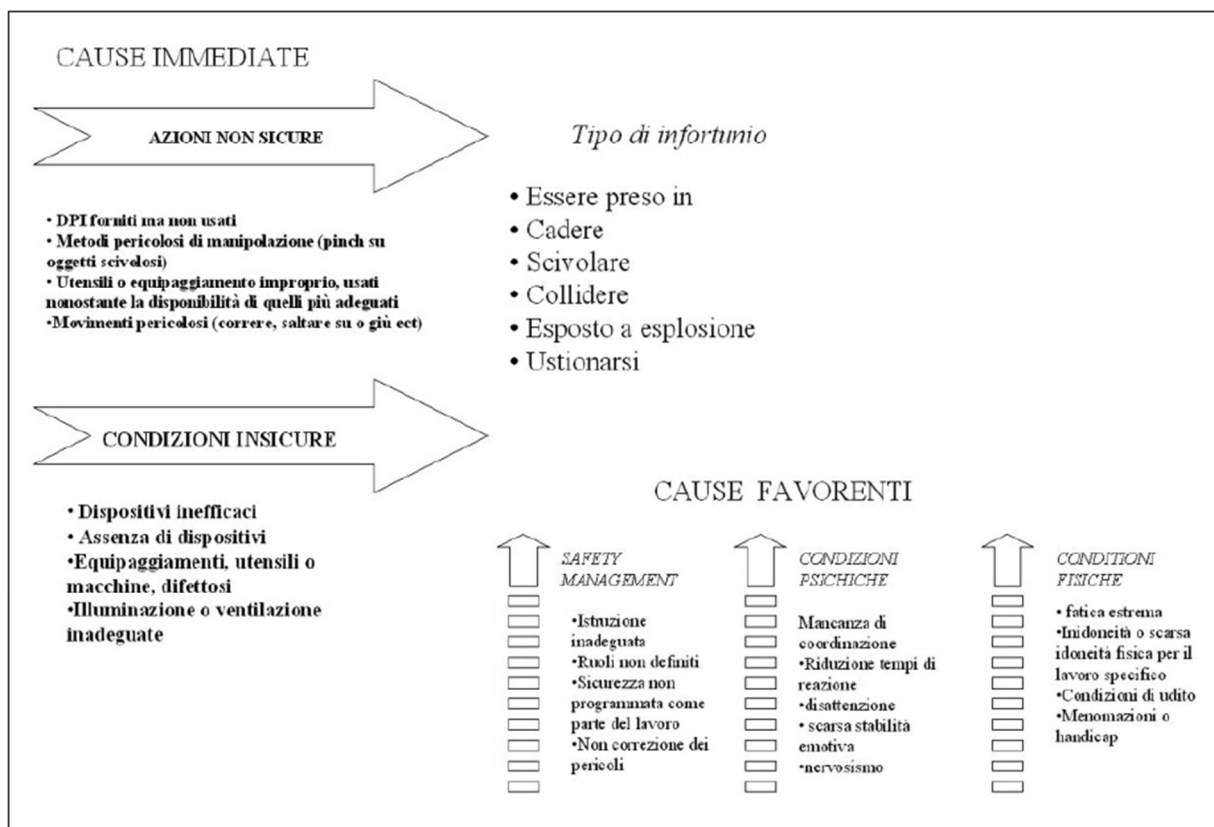 CAUSE IMMEDIATE
AZIONI NON SICURE
• DPI forniti ma non usati
• Metodi pericolosi di manipolazione (pinch su
oggetti scivolosi)
• Utensili o equipaggiamento improprio, usati
nonostante la disponibilità di quelli più adeguati
•Movimenti pericolosi (correre, saltare su o giù ect)
Tipo di infortunio
• Essere preso in
• Cadere
• Scivolare
• Collidere
• Esposto a esplosione
• Ustionarsi
CONDIZIONI INSICURE
• Dispositivi inefficaci
• Assenza di dispositivi
•Equipaggiamenti, utensili o
macchine, difettosi
•Illuminazione o ventilazione
inadeguate
CAUSE FAVORENTI
SAFETY
MANAGEMENT
•Istruzione
inadeguata
•Ruoli non definiti
•Sicurezza non
programmata come
parte del lavoro
•Non correzione dei
pericoli
CONDIZIONI
PSICHICHE
Mancanza di
coordinazione
•Riduzione tempi di
reazione
•disattenzione
• scarsa stabilità
emotiva
•nervosismo
CONDITIONI
FISICHE
• fatica estrema
• Inidoneità o scarsa
idoneità fisica per il
lavoro specifico
•Condizioni di udito
•Menomazioni o
handicap